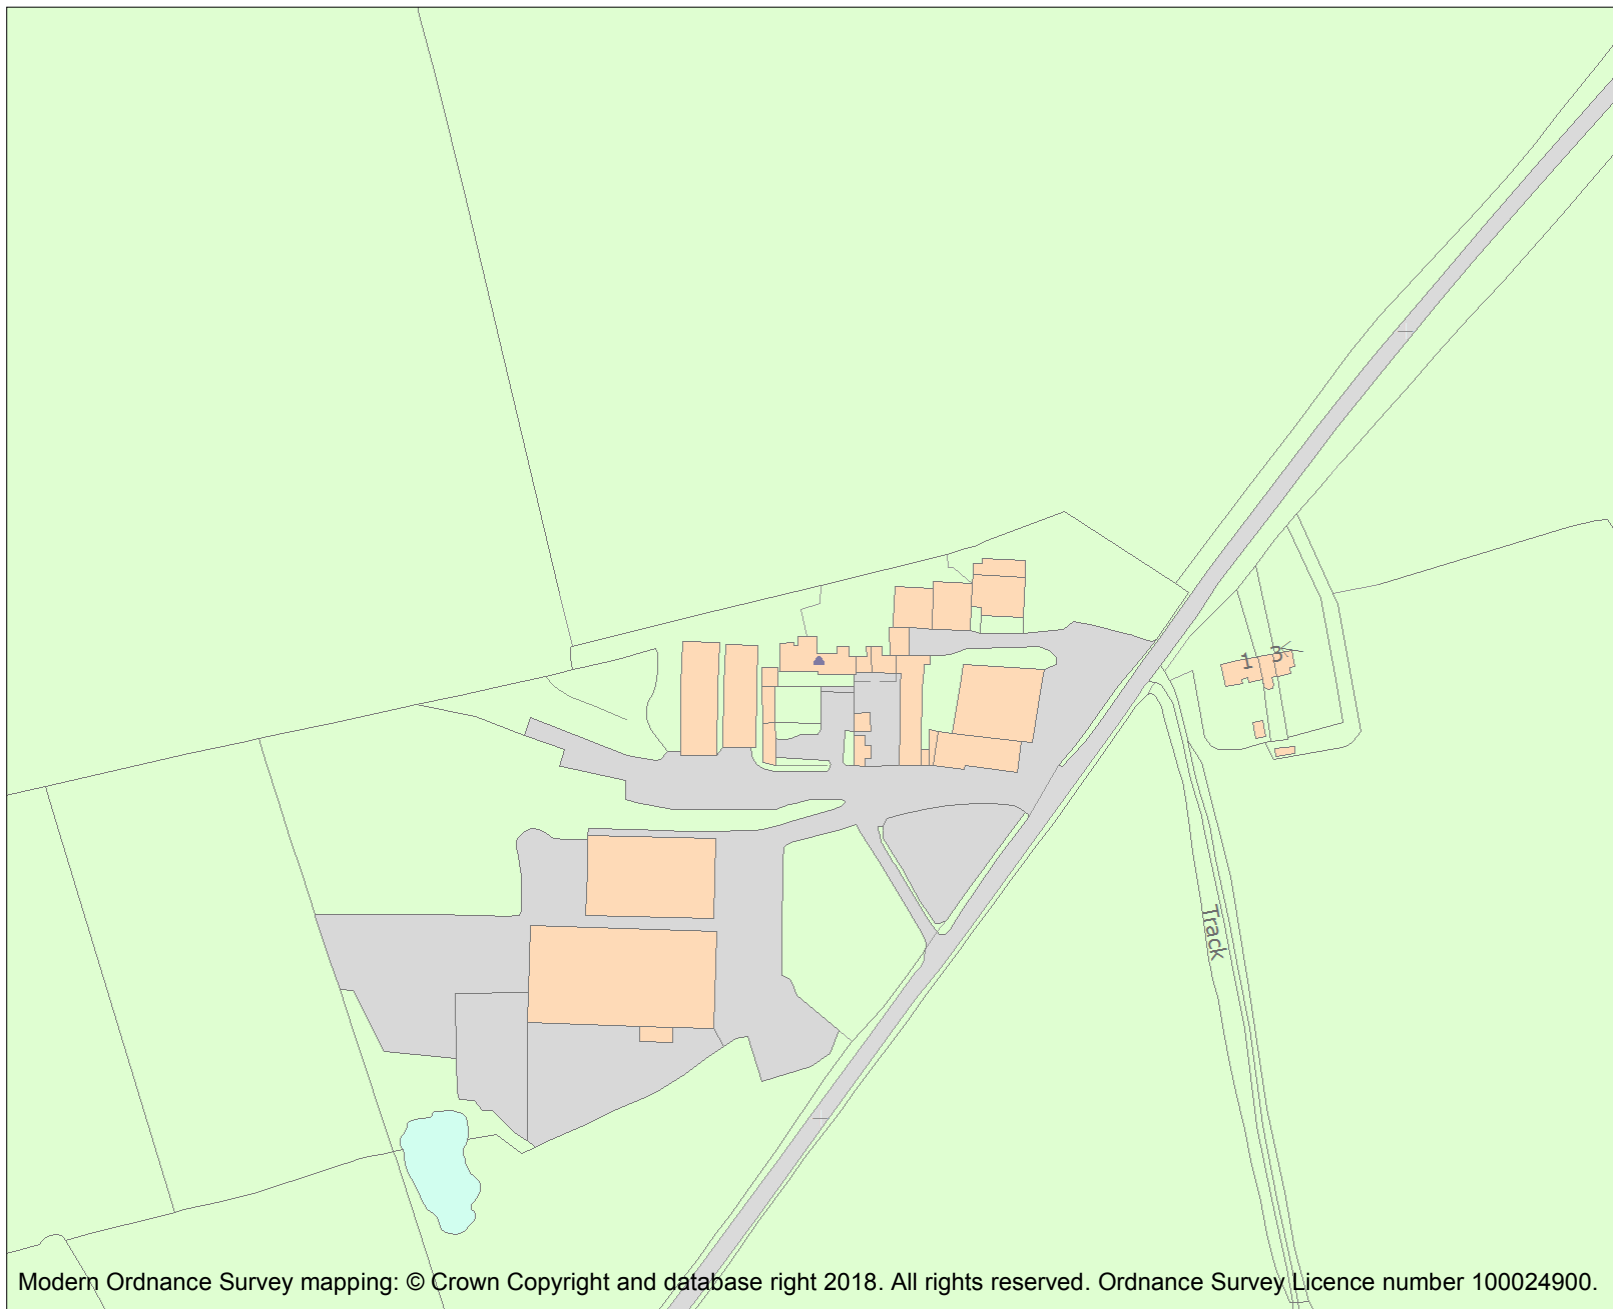 1 3
Track
Modern Ordnance Survey mapping: © Crown Copyright and database right 2018. All rights reserved. Ordnance Survey Licence number 100024900.